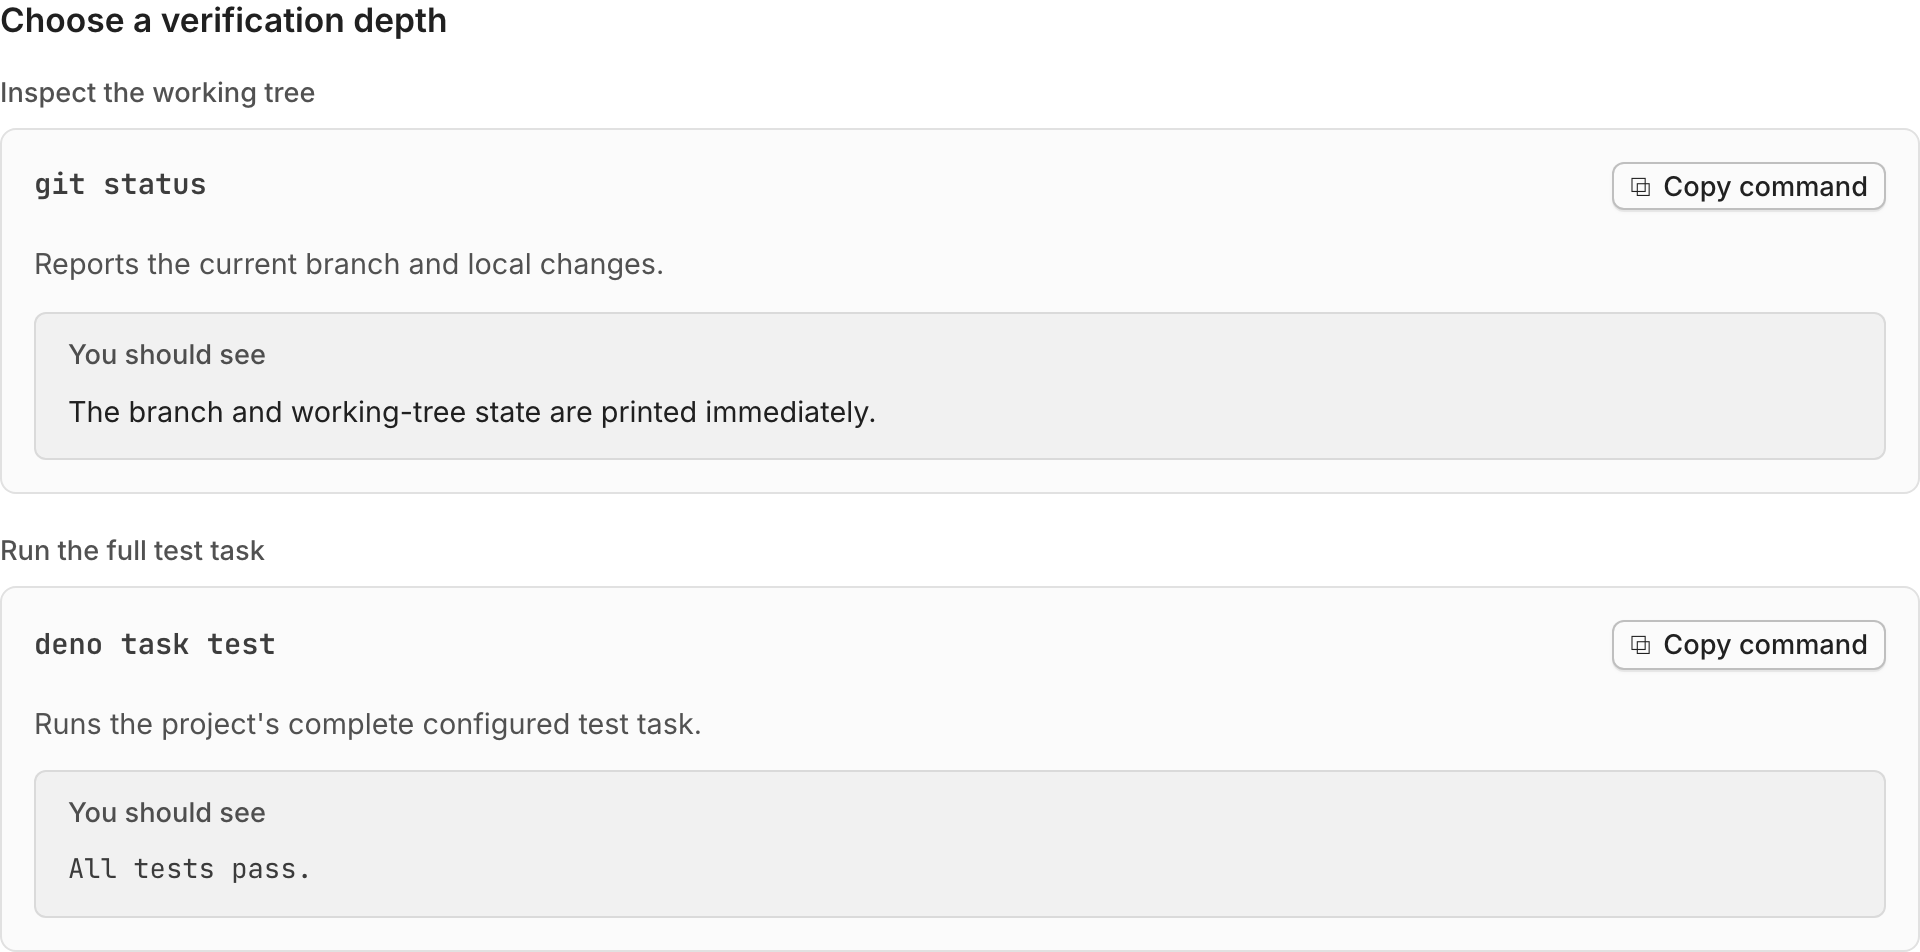 Choose a verification depth
Inspect the working tree
git status
Copy command
Reports the current branch and local changes.
You should see
The branch and working-tree state are printed immediately.
Run the full test task
deno task test
Copy command
Runs the project's complete configured test task.
You should see
All tests pass.